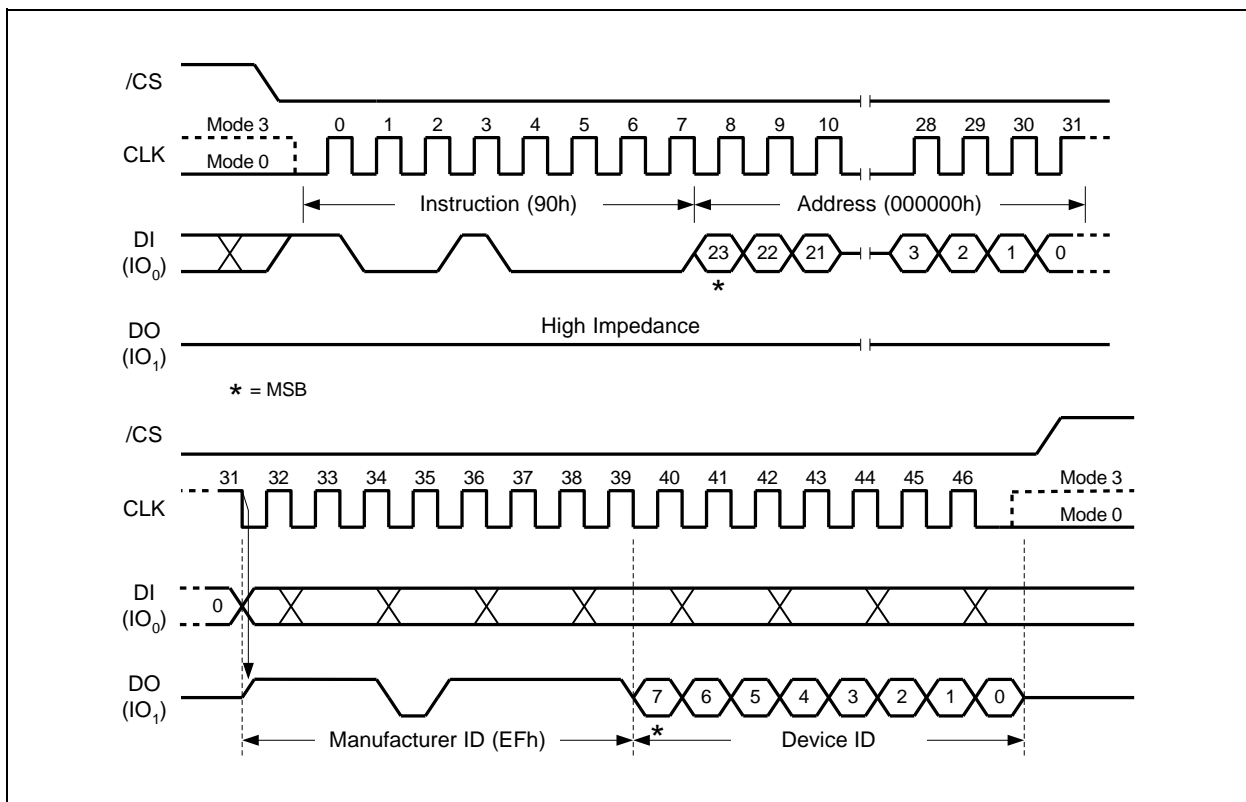 /CS
Mode 3
0 1 2 3 4 5 6 7 8 9 10 28 29 30 31
CLK
Mode 0
Instruction (90h)
Address (000000h)
DI
(IO0)
23 22 21 3 2 1 0
*
High Impedance
DO
(IO1)
* = MSB
/CS
31 32 33 34 35 36 37 38 39 40 41 42 43 44 45 46
Mode 3
CLK
Mode 0
DI
(IO0)
0
DO
(IO1)
7 6 5 4 3 2 1 0
*
Manufacturer ID (EFh)
Device ID